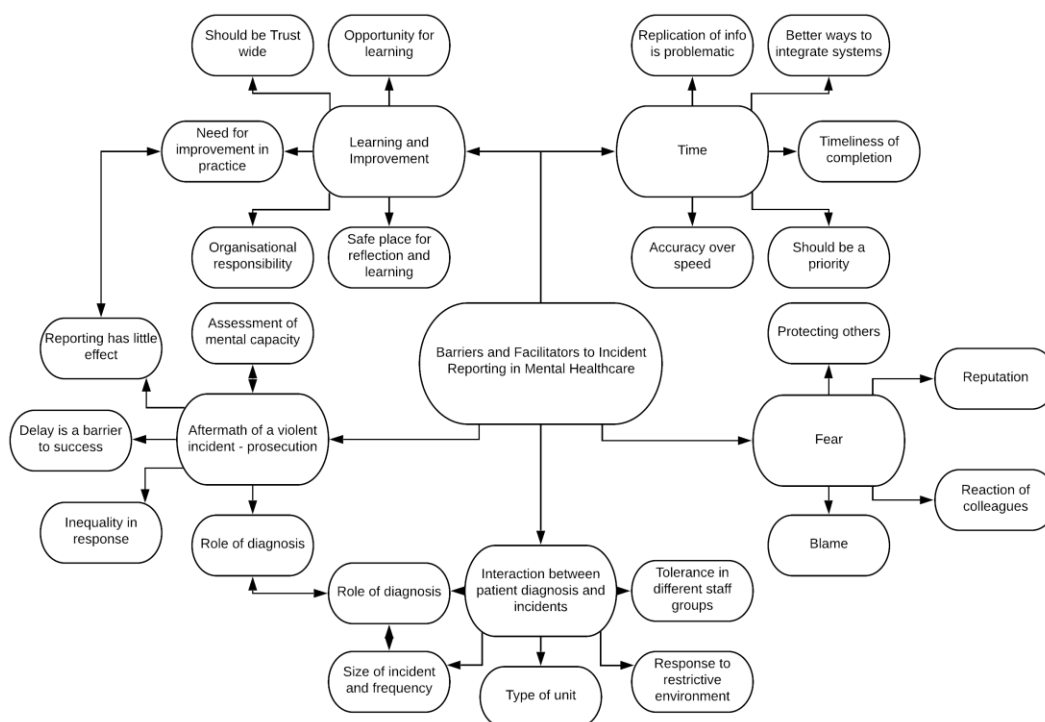 Should be Trust
wide
Opportunity for
learning
Replication of info
is problematic
Better ways to
integrate systems
Need for
improvement in
practice
Learning and
Improvement
Time
Timeliness of
completion
Organisational
responsibility
Safe place for
reflection and
learning
Accuracy over
speed
Should be a
priority
Reporting has little
effect
Assessment of
mental capacity
Barriers and Facilitators to Incident
Reporting in Mental Healthcare
Protecting others
Reputation
Delay is a barrier
to success
Aftermath of a violent
incident - prosecution
Fear
Inequality in
response
Role of diagnosis
Blame
Reaction of
colleagues
Role of diagnosis
Interaction between
patient diagnosis and
incidents
Tolerance in
different staff
groups
Size of incident
and frequency
Type of unit
Response to
restrictive
environment